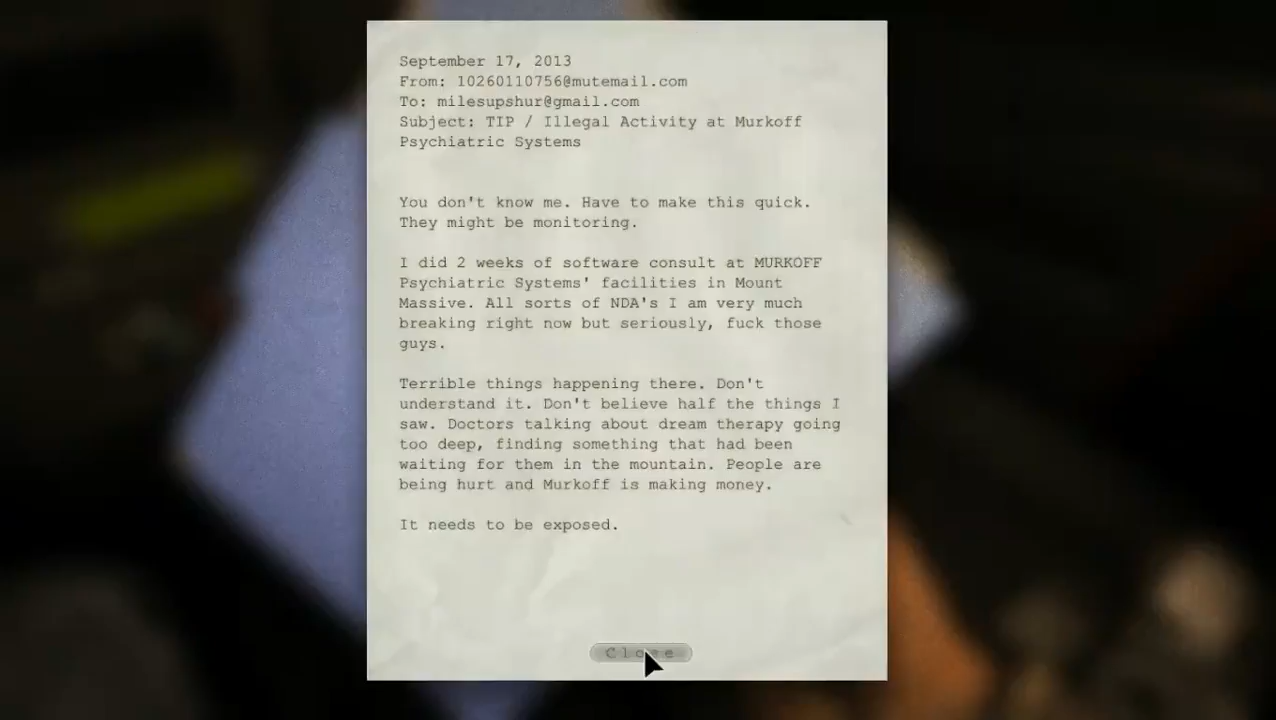 September 17, 2013
From: 10260110756@mutemail.com
To: milesupshur@gmail.com
Subject: TIP / Illegal Activity at Murkoff
Psychiatric Systems
You don't know me. Have to make this quick.
They might be monitoring.
I did 2 weeks of software consult at MURKOFF
Psychiatric Systems' facilities in Mount
Massive. All sorts of NDA's I am very much
breaking right now but seriously, fuck those
guys.
Terrible things happening there. Don't
understand it. Don't believe half the things I
saw. Doctors talking about dream therapy going
too deep, finding something that had been
waiting for them in the mountain. People are
being hurt and Murkoff is making money.
It needs to be exposed.
Close